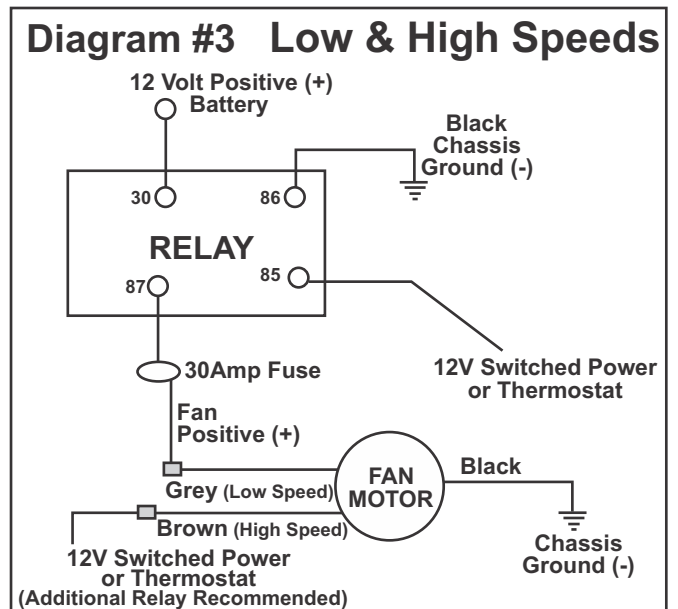 Diagram #3 Low & High Speeds
12 Volt Positive (+)
Battery
Black
Chassis
Ground (-)
30
86
RELAY
87
85
30Amp Fuse
12V Switched Power
or Thermostat
Fan
Positive (+)
Grey (Low Speed)
FAN
MOTOR
Black
Brown (High Speed)
Chassis
Ground (-)
12V Switched Power
or Thermostat
(Additional Relay Recommended)